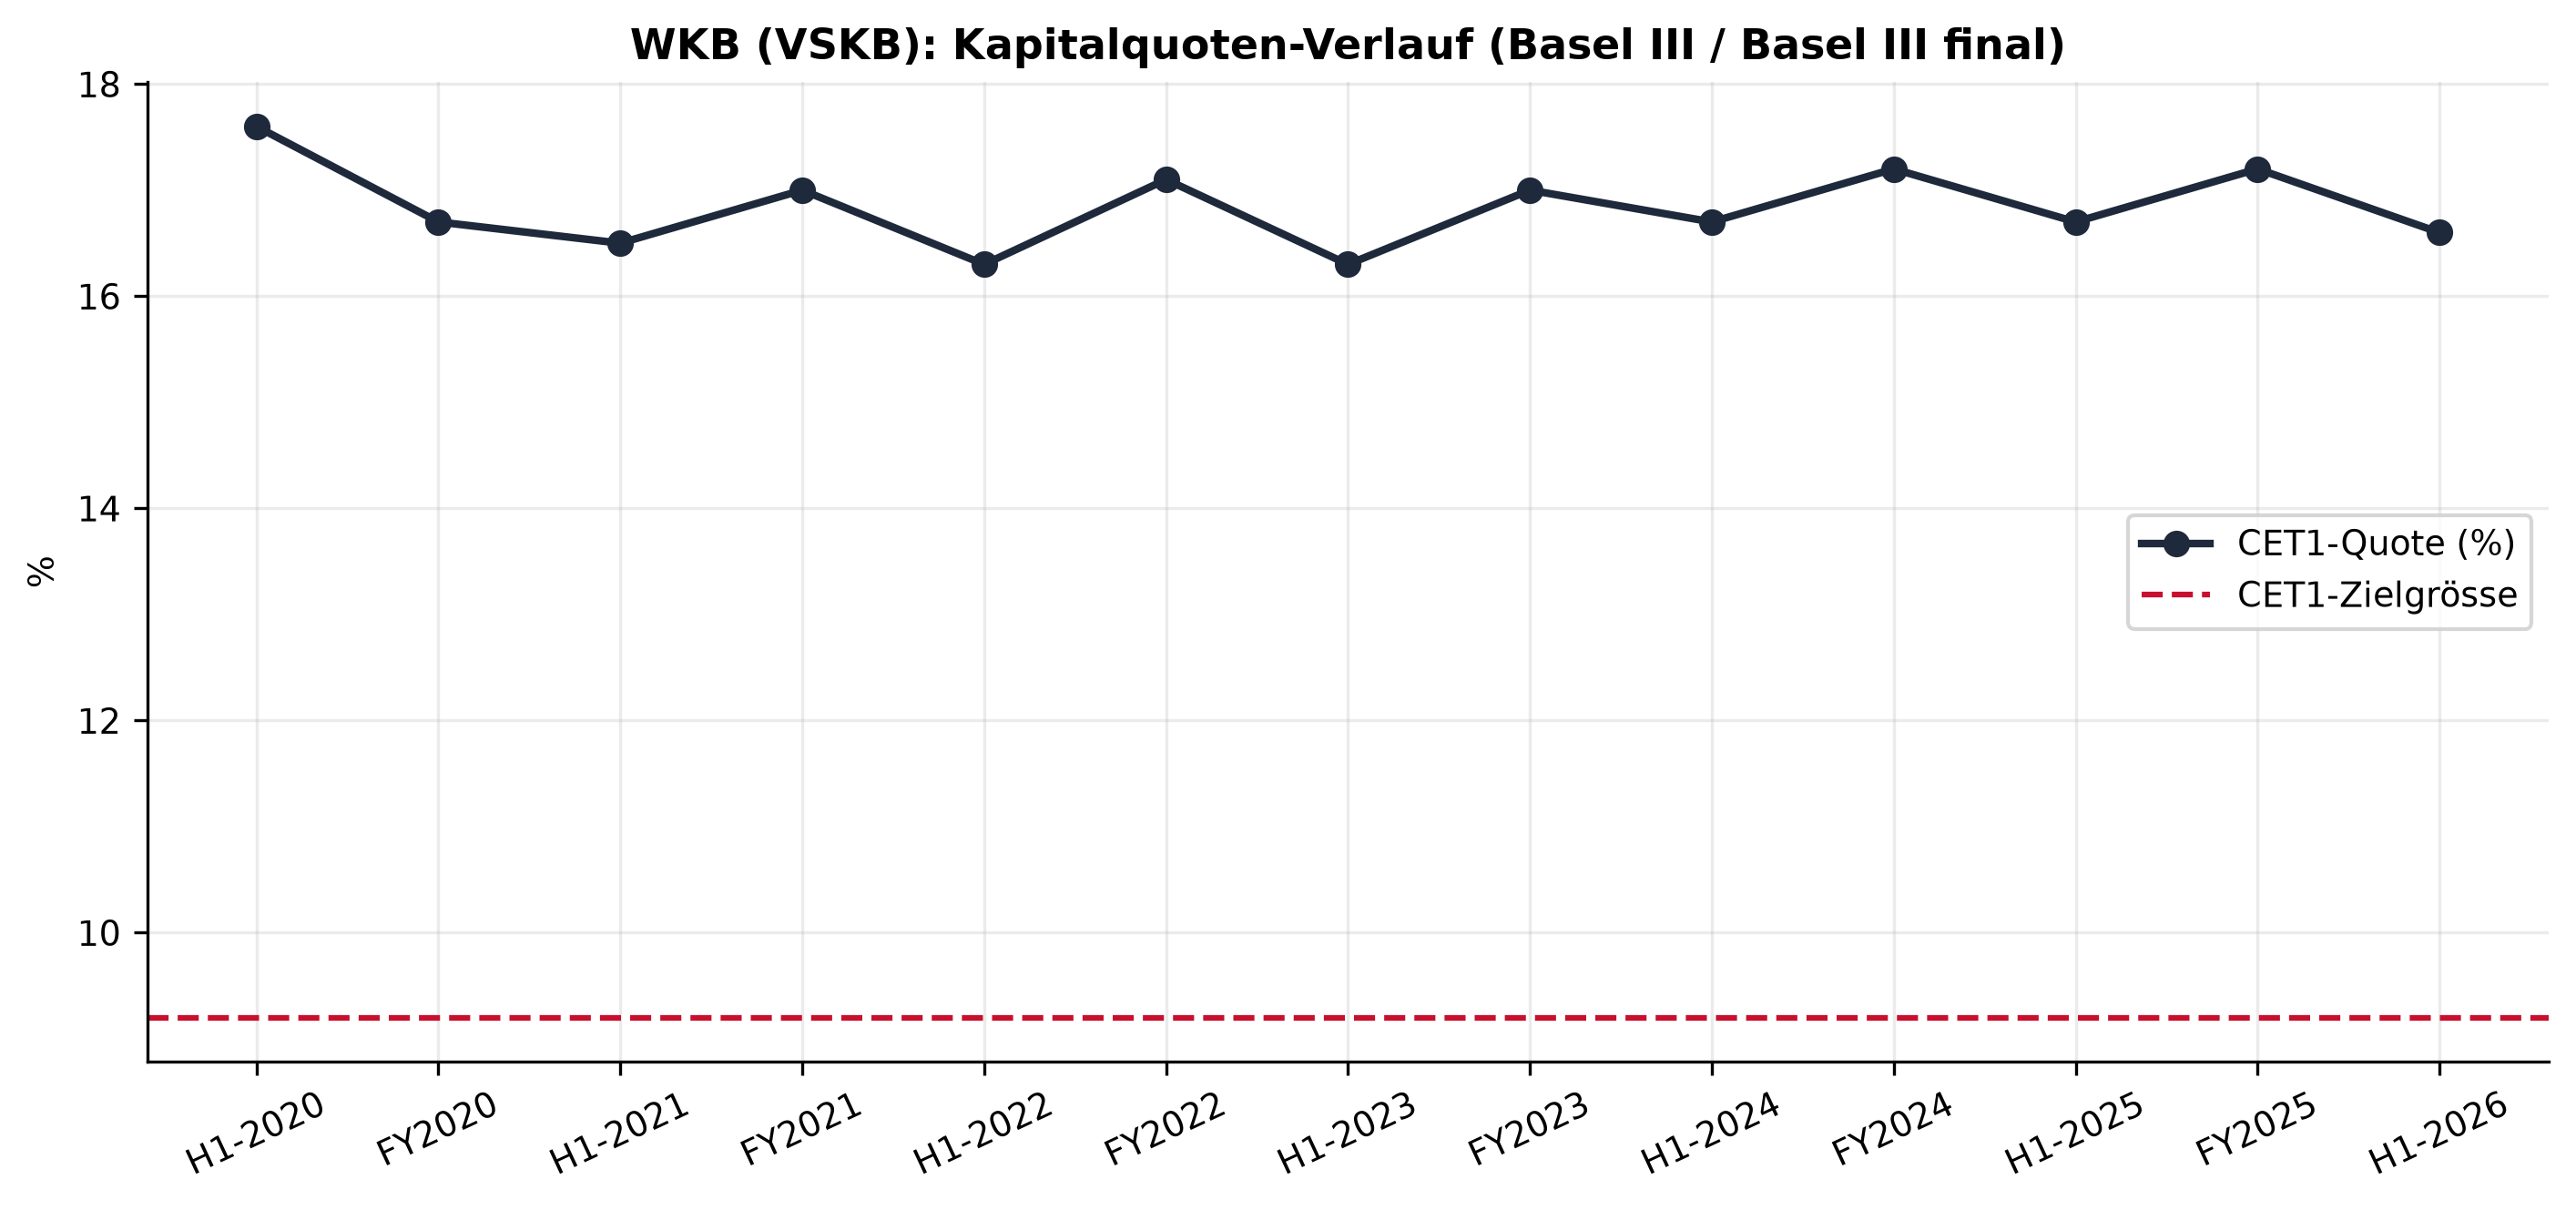 WKB (VSKB): Kapitalquoten-Verlauf (Basel III / Basel III final)
18
16
14
12
10
%
CET1-Quote (%)
CET1-Zielgrösse
H1-2020
FY2020
H1-2021
FY2021
H1-2022
FY2022
H1-2023
FY2023
H1-2024
FY2024
H1-2025
FY2025
H1-2026